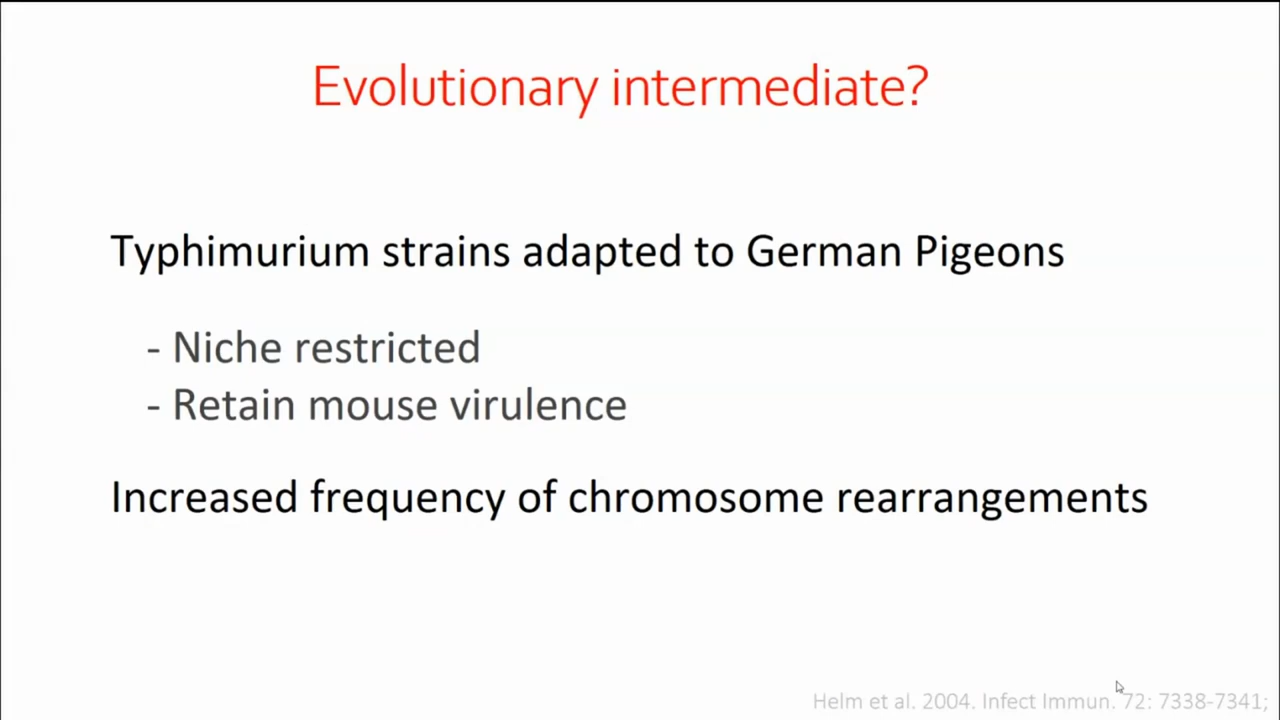 Evolutionary intermediate?
Typhimurium strains adapted to German Pigeons
- Niche restricted
- Retain mouse virulence
Increased frequency of chromosome rearrangements
Helm et al. 2004. Infect Immun. 72: 7338-7341;